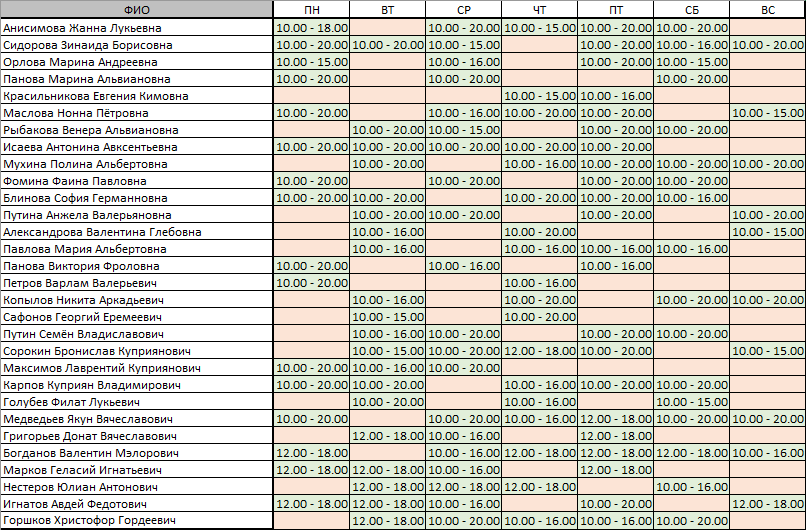 ФИО ПН ВТ СР ЧТ ПТ СБ ВС
Анисимова Жанна Лукьевна 10.00 - 18.00 10.00 - 20.00 10.00 - 15.00 10.00 - 20.00 10.00 - 20.00
Сидорова Зинаида Борисовна 10.00 - 20.00 10.00 - 20.00 10.00 - 15.00 10.00 - 20.00 10.00 - 16.00 10.00 - 20.00
Орлова Марина Андреевна 10.00 - 15.00 10.00 - 16.00 10.00 - 20.00 10.00 - 15.00
Панова Марина Альвиановна 10.00 - 20.00 10.00 - 20.00 10.00 - 20.00
Красильникова Евгения Кимовна 10.00 - 15.00 10.00 - 16.00
Маслова Нонна Пётровна 10.00 - 20.00 10.00 - 16.00 10.00 - 20.00 10.00 - 20.00 10.00 - 15.00
Рыбакова Венера Альвиановна 10.00 - 20.00 10.00 - 15.00 10.00 - 20.00 10.00 - 20.00
Исаева Антонина Авксентьевна 10.00 - 20.00 10.00 - 20.00 10.00 - 20.00 10.00 - 20.00 10.00 - 20.00
Мухина Полина Альбертовна 10.00 - 20.00 10.00 - 16.00 10.00 - 20.00 10.00 - 20.00 10.00 - 20.00
Фомина Фаина Павловна 10.00 - 20.00 10.00 - 20.00 10.00 - 20.00 10.00 - 20.00
Блинова София Германновна 10.00 - 20.00 10.00 - 20.00 10.00 - 20.00 10.00 - 20.00 10.00 - 16.00
Путина Анжела Валерьяновна 10.00 - 20.00 10.00 - 20.00 10.00 - 20.00 10.00 - 20.00
Александрова Валентина Глебовна 10.00 - 16.00 10.00 - 20.00 10.00 - 15.00
Павлова Мария Альбертовна 10.00 - 16.00 10.00 - 16.00 10.00 - 16.00 10.00 - 16.00
Панова Виктория Фроловна 10.00 - 20.00 10.00 - 16.00 10.00 - 16.00
Петров Варлам Валерьевич 10.00 - 20.00 10.00 - 16.00
Копылов Никита Аркадьевич 10.00 - 16.00 10.00 - 20.00 10.00 - 20.00 10.00 - 20.00
Сафонов Георгий Еремеевич 10.00 - 15.00 10.00 - 20.00
Путин Семён Владиславович 10.00 - 16.00 10.00 - 20.00 10.00 - 20.00 10.00 - 20.00
Сорокин Бронислав Куприянович 10.00 - 15.00 10.00 - 20.00 12.00 - 18.00 10.00 - 20.00 10.00 - 15.00
Максимов Лаврентий Куприянович 10.00 - 20.00 10.00 - 16.00 10.00 - 20.00
Карпов Куприян Владимирович 10.00 - 20.00 10.00 - 20.00 10.00 - 16.00 10.00 - 20.00 10.00 - 20.00
Голубев Филат Лукьевич 10.00 - 20.00 10.00 - 16.00 10.00 - 15.00
Медведьев Якун Вячеславович 10.00 - 20.00 10.00 - 20.00 10.00 - 16.00 12.00 - 18.00 10.00 - 20.00 10.00 - 20.00
Григорьев Донат Вячеславович 12.00 - 18.00 10.00 - 16.00 12.00 - 18.00
Богданов Валентин Мэлорович 12.00 - 18.00 10.00 - 16.00 12.00 - 18.00 12.00 - 18.00 12.00 - 18.00 10.00 - 16.00
Марков Геласий Игнатьевич 12.00 - 18.00 12.00 - 18.00 10.00 - 16.00 12.00 - 18.00
Нестеров Юлиан Антонович 12.00 - 18.00 12.00 - 18.00 12.00 - 18.00 10.00 - 16.00
Игнатов Авдей Федотович 12.00 - 18.00 12.00 - 18.00 10.00 - 16.00 10.00 - 20.00 12.00 - 18.00
Горшков Христофор Гордеевич 12.00 - 18.00 10.00 - 20.00 10.00 - 16.00 10.00 - 16.00 10.00 - 20.00